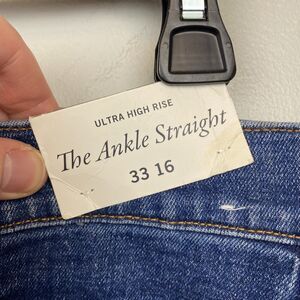 ULTRA HIGH RISE
The Ankle Straight
33 16